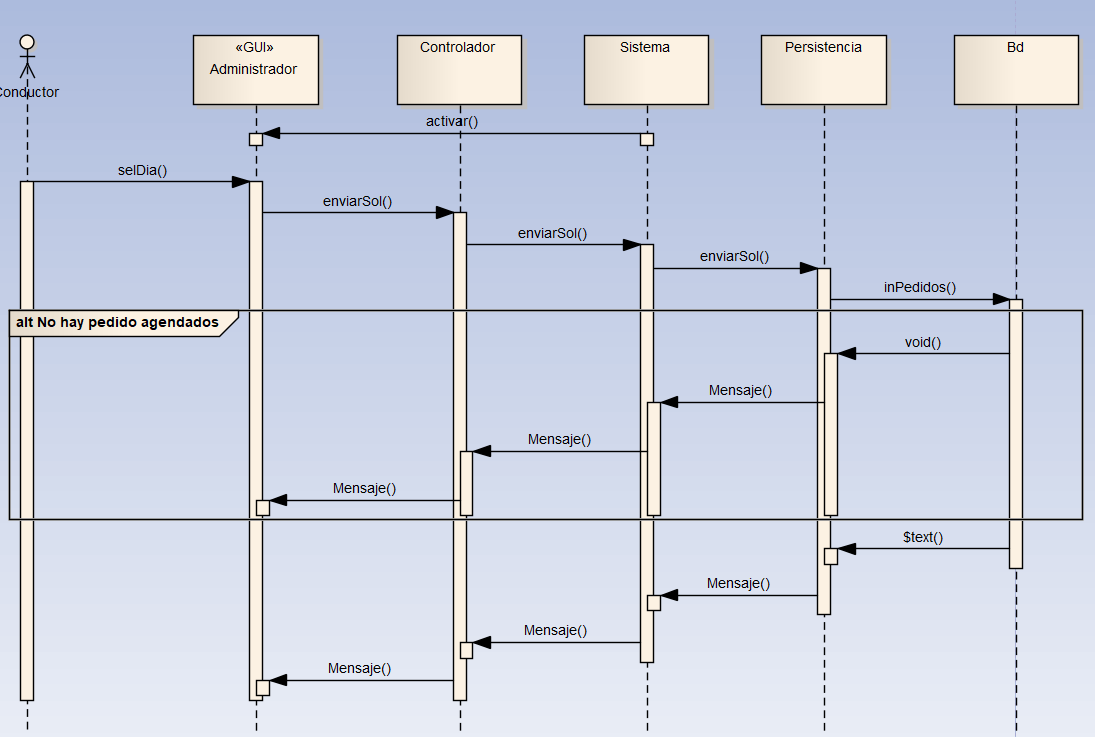 «GUI»
Administrador
Controlador
Sistema
Persistencia
Bd
Conductor
activar()
selDia()
enviarSol()
enviarSol()
enviarSol()
inPedidos()
alt No hay pedido agendados
void()
Mensaje()
Mensaje()
Mensaje()
$text()
Mensaje()
Mensaje()
Mensaje()